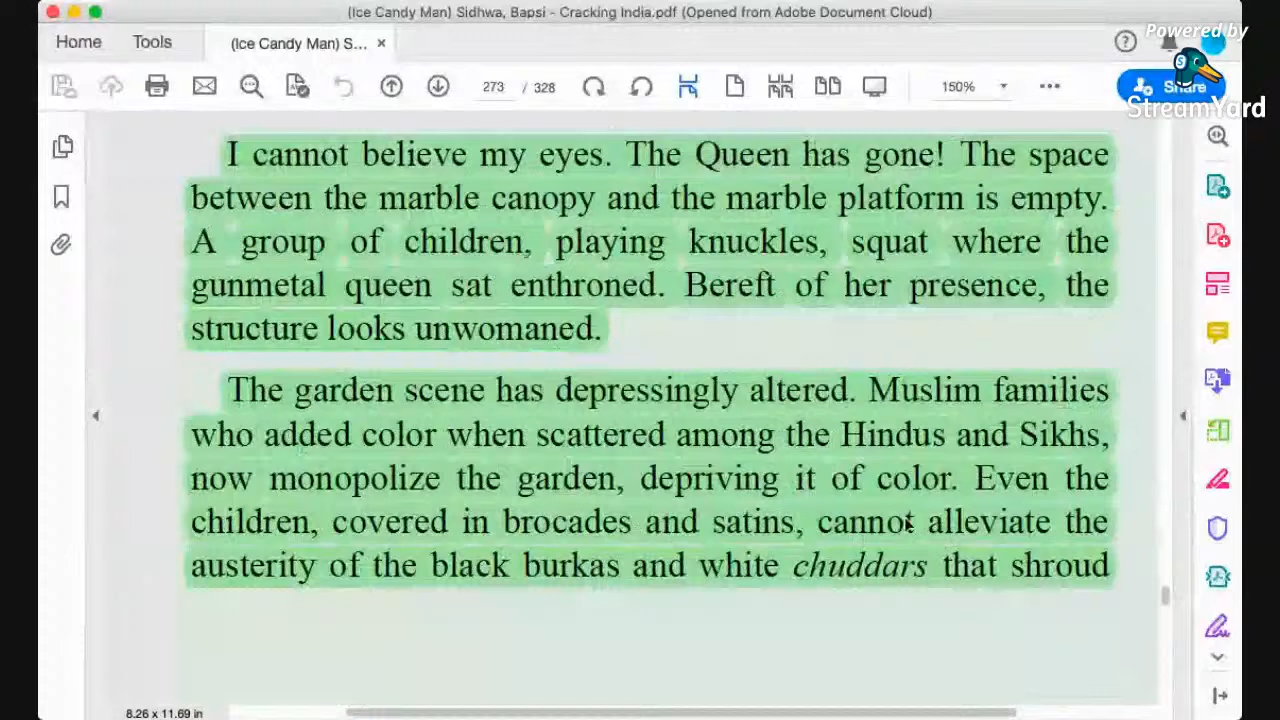 (Ice Candy Man) Sidhwa, Bapsi - Cracking India.pdf (Opened from Adobe Document Cloud)
Powered by
Home Tools (Ice Candy Man) S... ×
273 / 328 150% Share
StreamYard
I cannot believe my eyes. The Queen has gone! The space
between the marble canopy and the marble platform is empty.
A group of children, playing knuckles, squat where the
gunmetal queen sat enthroned. Bereft of her presence, the
structure looks unwomaned.
The garden scene has depressingly altered. Muslim families
who added color when scattered among the Hindus and Sikhs,
now monopolize the garden, depriving it of color. Even the
children, covered in brocades and satins, cannot alleviate the
austerity of the black burkas and white chuddars that shroud
8.26 x 11.69 in